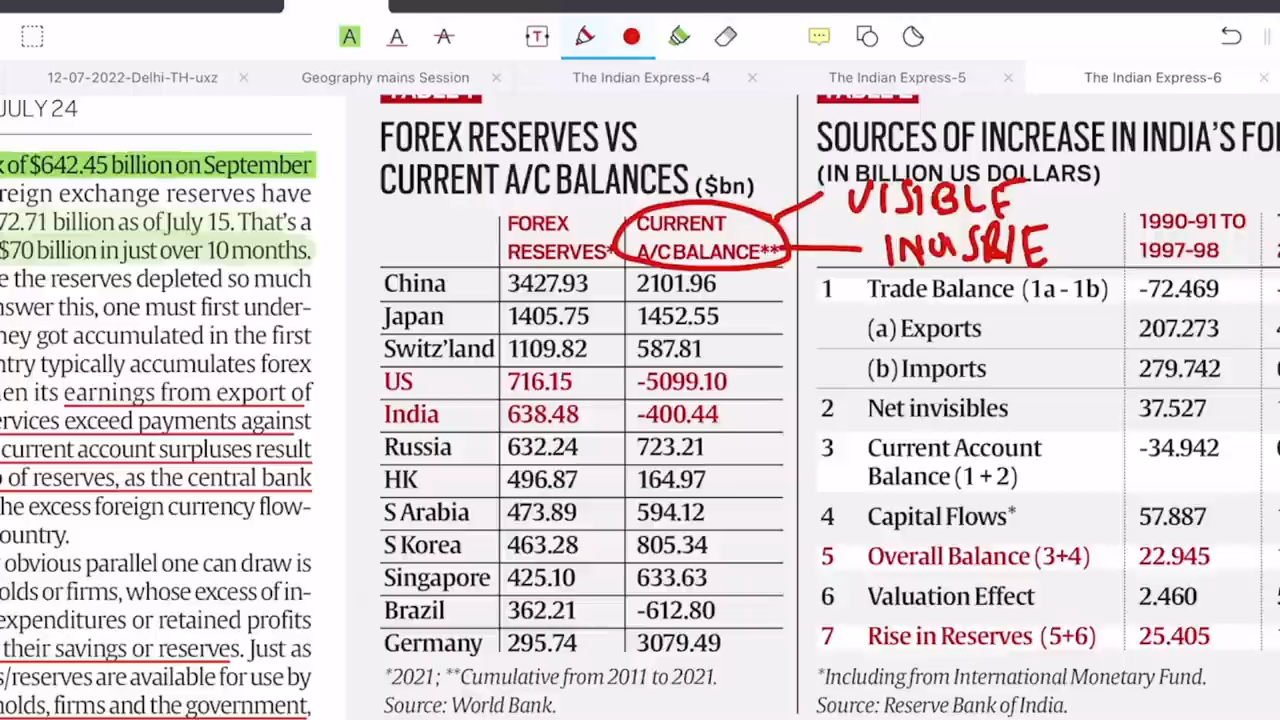 T
12-07-2022-Delhi-TH-uxz
Geography mains Session
The Indian Express-4
The Indian Express-5
The Indian Express-6
JULY 24
of $642.45 billion on September
reign exchange reserves have
72.71 billion as of July 15. That's a
$70 billion in just over 10 months.
e the reserves depleted so much
nswer this, one must first under-
hey got accumulated in the first
ntry typically accumulates forex
en its earnings from export of
ervices exceed payments against
current account surpluses result
of reserves, as the central bank
he excess foreign currency flow-
ountry.
obvious parallel one can draw is
olds or firms, whose excess of in-
expenditures or retained profits
their savings or reserves. Just as
s/reserves are available for use by
holds, firms and the government,
FOREX RESERVES VS
CURRENT A/C BALANCES ($bn)
FOREX RESERVES* CURRENT A/C BALANCE**
China 3427.93 2101.96
Japan 1405.75 1452.55
Switz'land 1109.82 587.81
US 716.15 -5099.10
India 638.48 -400.44
Russia 632.24 723.21
HK 496.87 164.97
S Arabia 473.89 594.12
S Korea 463.28 805.34
Singapore 425.10 633.63
Brazil 362.21 -612.80
Germany 295.74 3079.49
*2021; **Cumulative from 2011 to 2021.
Source: World Bank.
SOURCES OF INCREASE IN INDIA'S FO
(IN BILLION US DOLLARS)
VISIBLE
1990-91 TO
1997-98
1 Trade Balance (1a - 1b) -72.469
(a) Exports 207.273
(b) Imports 279.742
2 Net invisibles 37.527
3 Current Account -34.942
Balance (1 + 2)
4 Capital Flows* 57.887
5 Overall Balance (3+4) 22.945
6 Valuation Effect 2.460
7 Rise in Reserves (5+6) 25.405
*Including from International Monetary Fund.
Source: Reserve Bank of India.